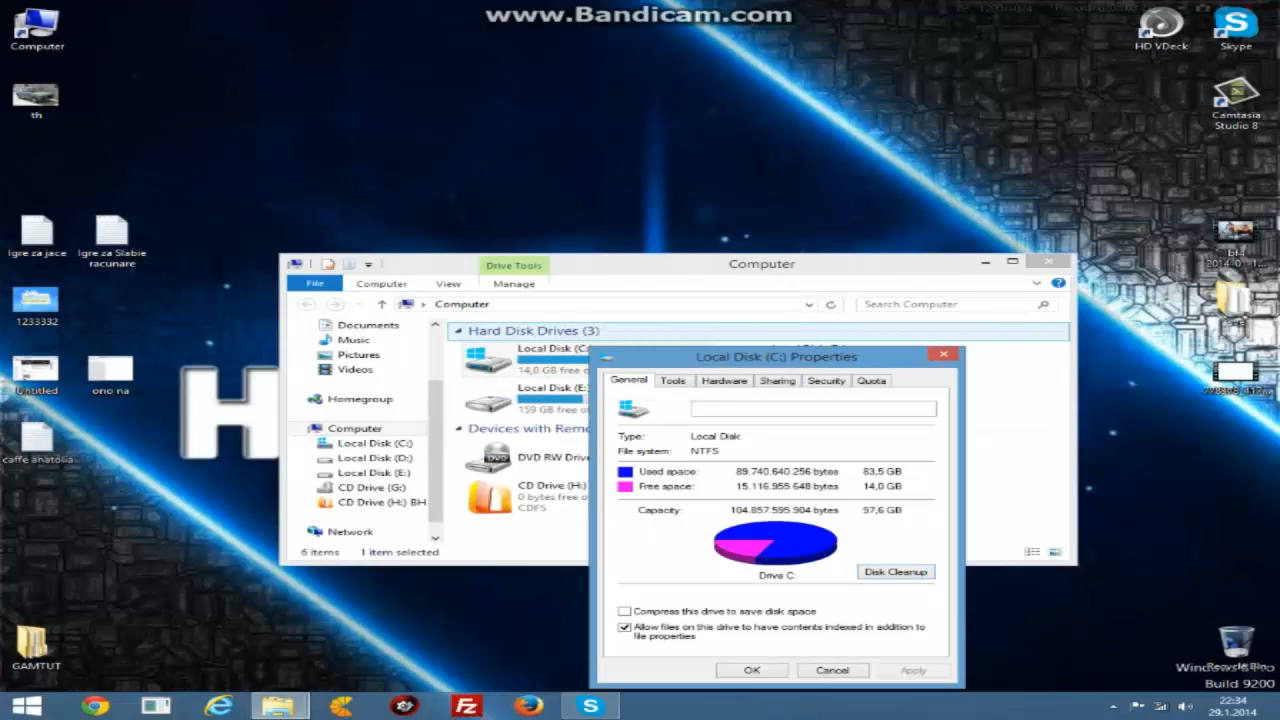 www.Bandicam.com
Computer
HD VDeck
Skype
th
Camtasia
Studio 8
Igre za jace
Igre za Slabie
racunare
1233332
Untitled
ono na
caffe anatolia
GAMTUT
bf4
Drive Tools
Computer
File
Computer
View
Manage
Computer
Search Computer
Documents
Music
Pictures
Videos
Homegroup
Computer
Local Disk (C:)
Local Disk (D:)
Local Disk (E:)
CD Drive (G:)
CD Drive (H:) BH
Network
6 items 1 item selected
Hard Disk Drives (3)
Local Disk (C:
14,0 GB free o
Local Disk (E:
159 GB free o
Devices with Remo
DVD RW Drive
CD Drive (H:)
0 bytes free o
CDFS
Local Disk (C:) Properties
General Tools Hardware Sharing Security Quota
Type: Local Disk
File system: NTFS
Used space: 89.740.640.256 bytes 83,5 GB
Free space: 15.116.955.648 bytes 14,0 GB
Capacity: 104.857.595.904 bytes 97,6 GB
Drive C:
Disk Cleanup
Compress this drive to save disk space
Allow files on this drive to have contents indexed in addition to
file properties
OK Cancel Apply
Build 9200
22:34
29.1.2014